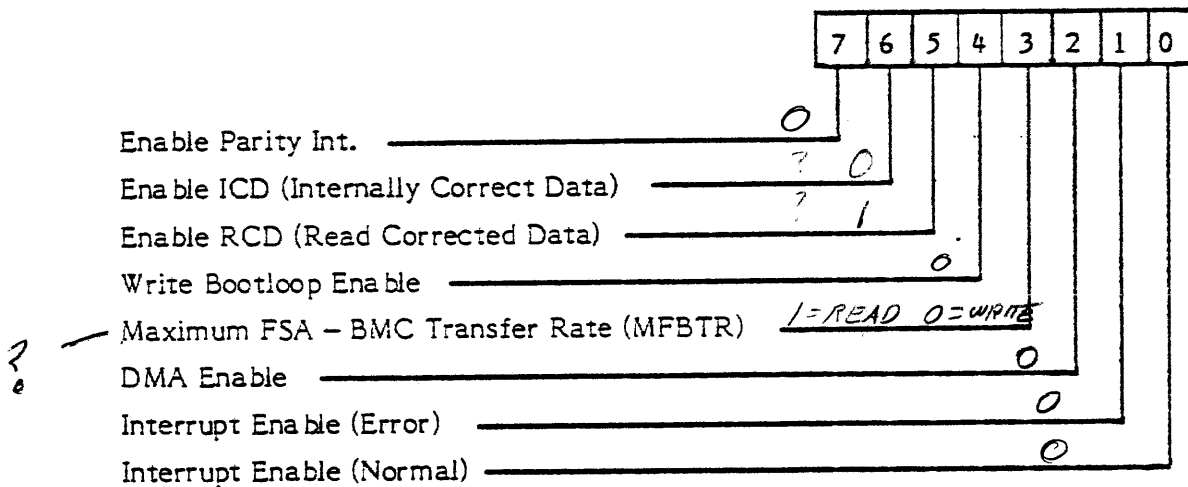 7 6 5 4 3 2 1 0
0
Enable Parity Int.
? 0
Enable ICD (Internally Correct Data)
? 1
Enable RCD (Read Corrected Data)
0
Write Bootloop Enable
? Maximum FSA – BMC Transfer Rate (MFBTR) 1=READ 0=WRITE
0
DMA Enable
0
Interrupt Enable (Error)
0
Interrupt Enable (Normal)